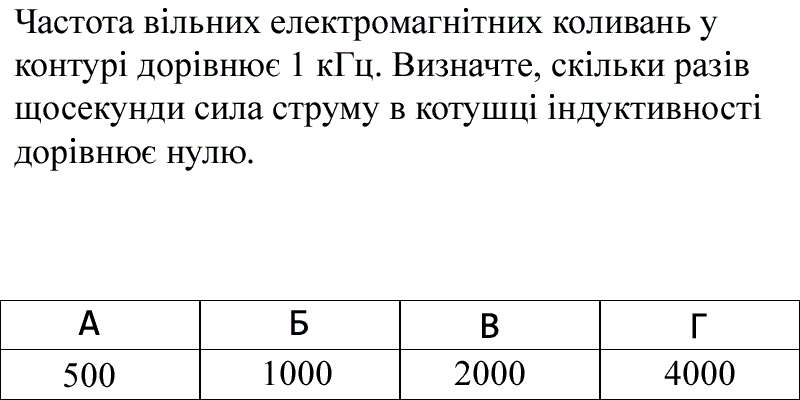 Частота вільних електромагнітних коливань у
контурі дорівнює 1 кГц. Визначте, скільки разів
щосекунди сила струму в котушці індуктивності
дорівнює нулю.
А Б В Г
500 1000 2000 4000